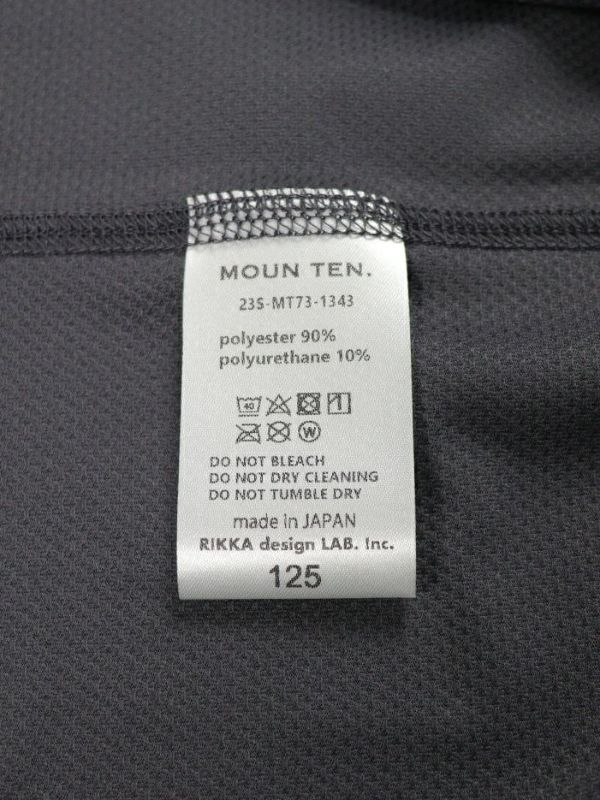 MOUN TEN.
23S-MT73-1343
polyester 90%
polyurethane 10%
40
W
DO NOT BLEACH
DO NOT DRY CLEANING
DO NOT TUMBLE DRY
made in JAPAN
RIKKA design LAB. Inc.
125